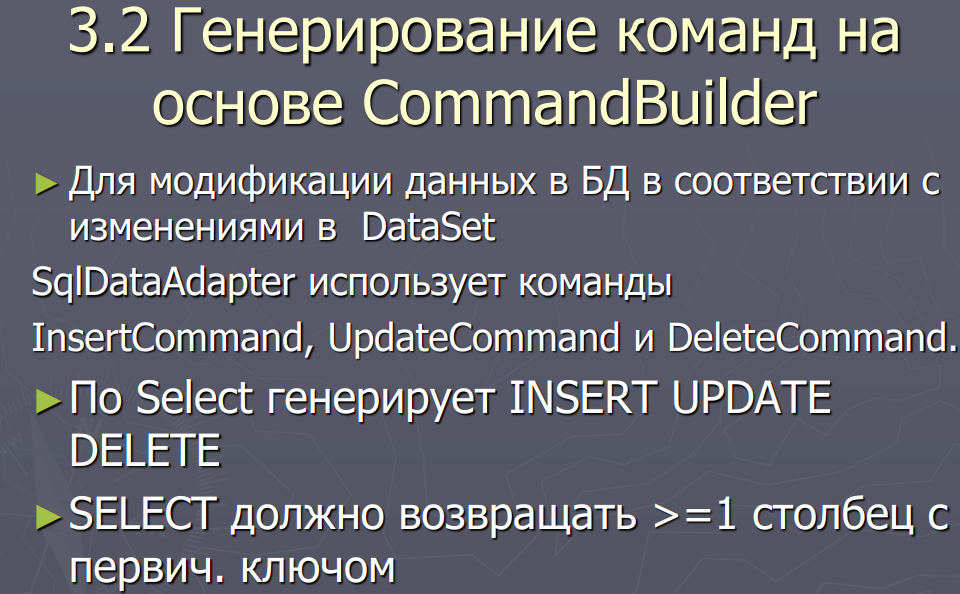 3.2 Генерирование команд на
основе CommandBuilder
► Для модификации данных в БД в соответствии с
изменениями в DataSet
SqlDataAdapter использует команды
InsertCommand, UpdateCommand и DeleteCommand.
► По Select генерирует INSERT UPDATE
DELETE
► SELECT должно возвращать >=1 столбец с
первич. ключом